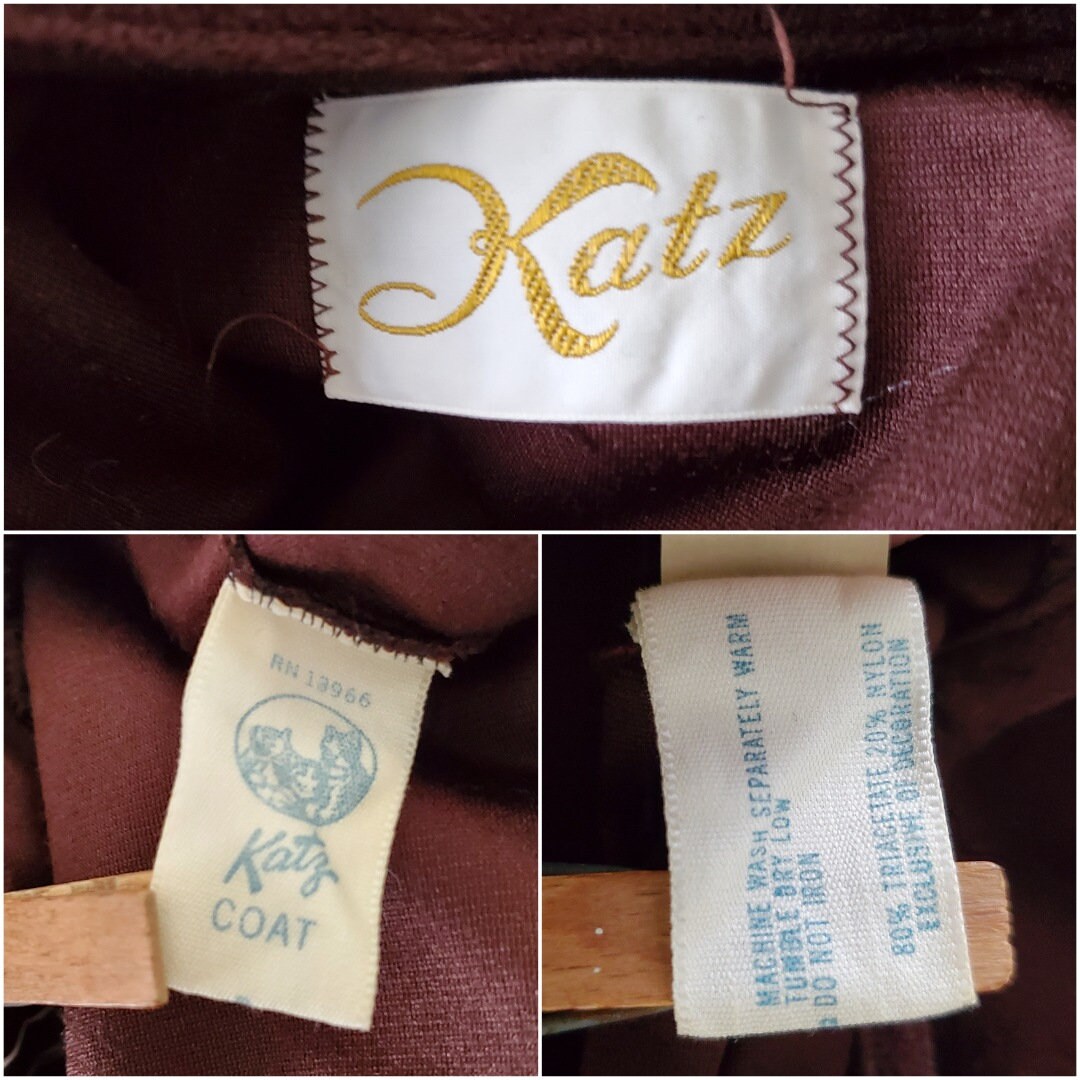 Katz
RN 13966
Katz
COAT
MACHINE WASH SEPARATELY WARM
TUMBLE DRY LOW
DO NOT IRON
80% TRIACETATE 20% NYLON
EXCLUSIVE OF DECORATION